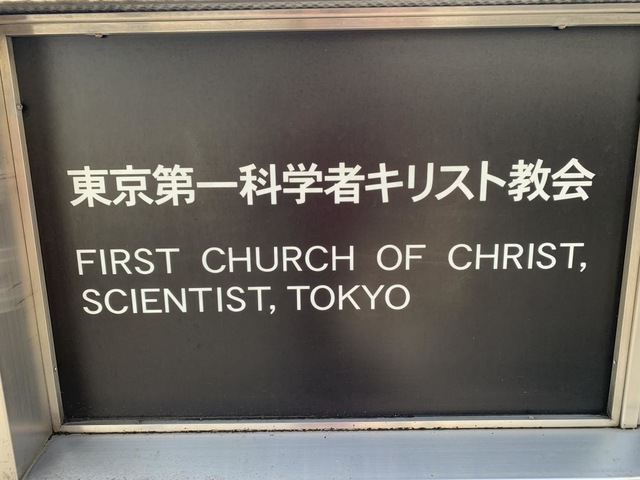 東京第一科学者キリスト教会
FIRST CHURCH OF CHRIST,
SCIENTIST, TOKYO